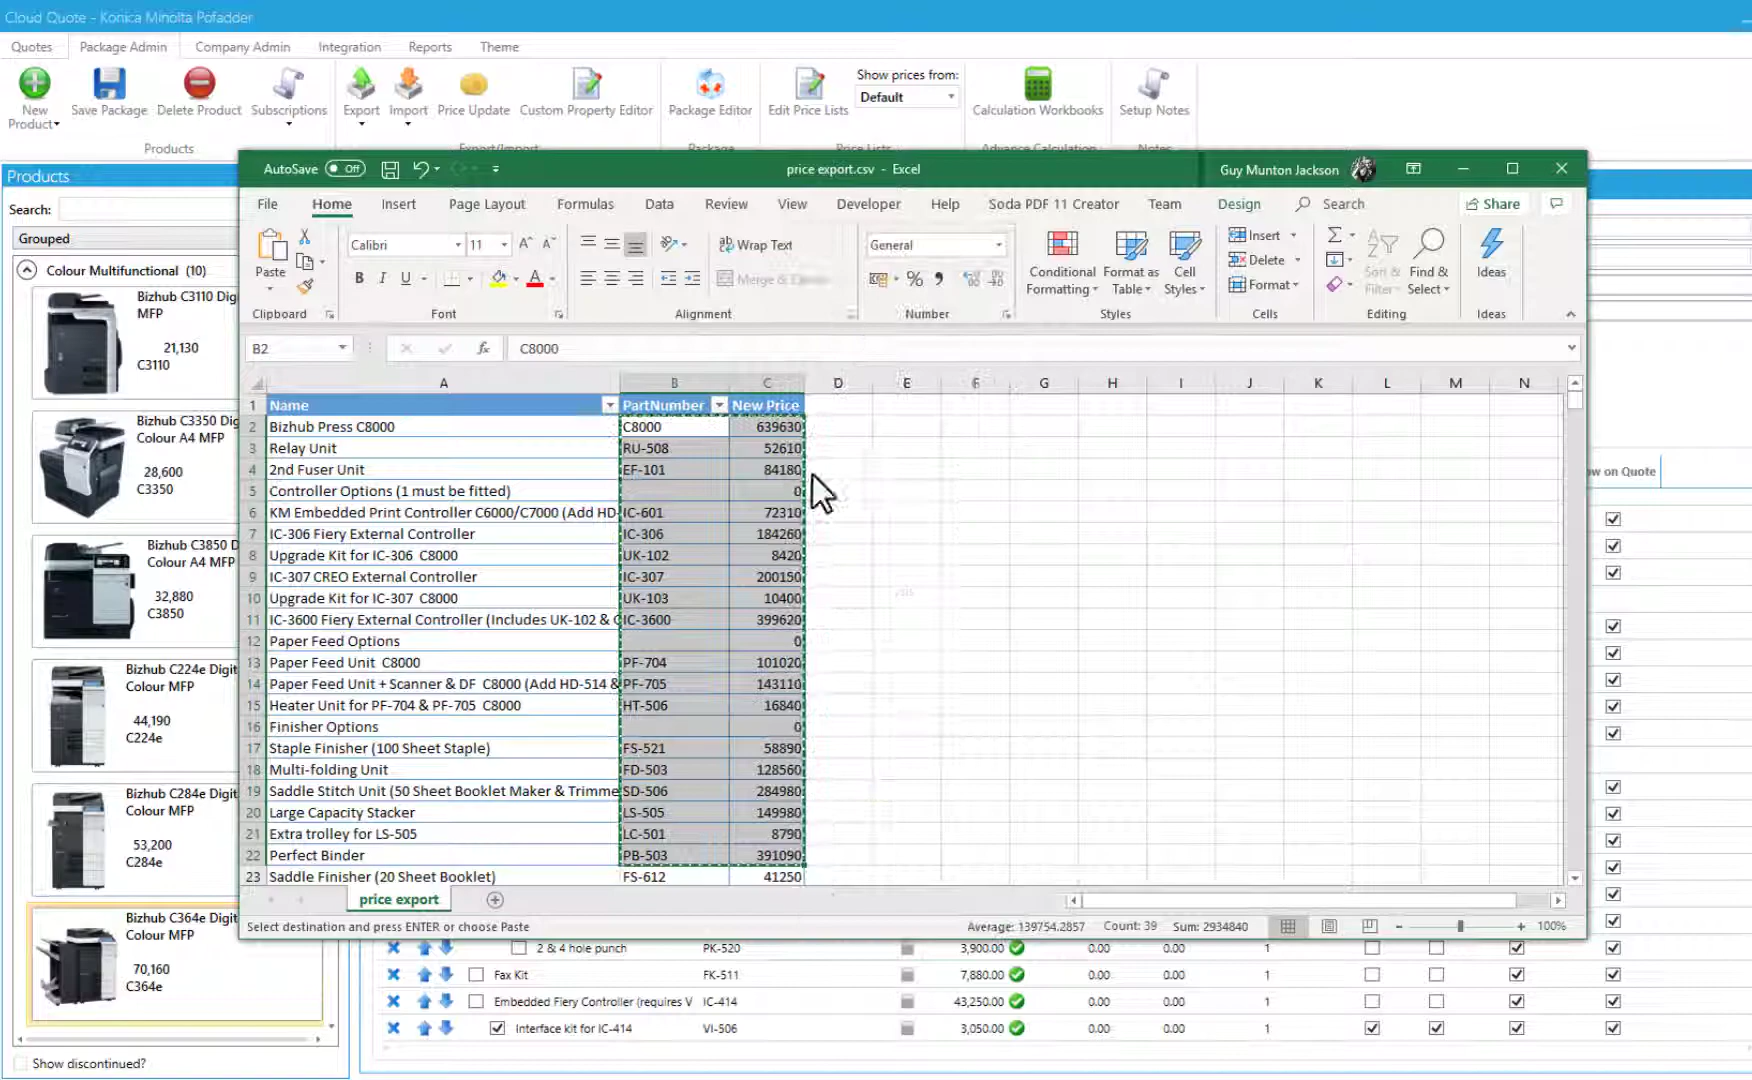 Cloud Quote - Konica Minolta Pofadder
Quotes Package Admin Company Admin Integration Reports Theme
Show prices from:
Default
New Product Save Package Delete Product Subscriptions Export Import Price Update Custom Property Editor Package Editor Edit Price Lists Calculation Workbooks Setup Notes
Products Export/Import Package Price Lists Advance Calculation Notes
Products
Search:
Grouped
Colour Multifunctional (10)
Bizhub C3110 Digi
MFP
21,130
C3110
Bizhub C3350 Digi
Colour A4 MFP
28,600
C3350
Bizhub C3850 D
Colour A4 MFP
32,880
C3850
Bizhub C224e Digit
Colour MFP
44,190
C224e
Bizhub C284e Digit
Colour MFP
53,200
C284e
Bizhub C364e Digit
Colour MFP
70,160
C364e
Show discontinued?
AutoSave Off price export.csv - Excel Guy Munton Jackson
File Home Insert Page Layout Formulas Data Review View Developer Help Soda PDF 11 Creator Team Design Search Share
Paste Calibri 11 Wrap Text General Conditional Formatting Format as Table Cell Styles Insert Sort & Filter Find & Select Ideas
B I U Merge & Delete
Format
Clipboard Font Alignment Number Styles Cells Editing Ideas
B2 fx C8000
A B C D E F G H I J K L M N
1 Name PartNumber New Price
2 Bizhub Press C8000 C8000 639630
3 Relay Unit RU-508 52610
4 2nd Fuser Unit EF-101 84180
5 Controller Options (1 must be fitted) 0
6 KM Embedded Print Controller C6000/C7000 (Add HD- IC-601 72310
7 IC-306 Fiery External Controller IC-306 184260
8 Upgrade Kit for IC-306 C8000 UK-102 8420
9 IC-307 CREO External Controller IC-307 200150
10 Upgrade Kit for IC-307 C8000 UK-103 10400
11 IC-3600 Fiery External Controller (Includes UK-102 & IC-3600 399620
12 Paper Feed Options 0
13 Paper Feed Unit C8000 PF-704 101020
14 Paper Feed Unit + Scanner & DF C8000 (Add HD-514 & PF-705 143110
15 Heater Unit for PF-704 & PF-705 C8000 HT-506 16840
16 Finisher Options 0
17 Staple Finisher (100 Sheet Staple) FS-521 58890
18 Multi-folding Unit FD-503 128560
19 Saddle Stitch Unit (50 Sheet Booklet Maker & Trimme SD-506 284980
20 Large Capacity Stacker LS-505 149980
21 Extra trolley for LS-505 LC-501 8790
22 Perfect Binder PB-503 391090
23 Saddle Finisher (20 Sheet Booklet) FS-612 41250
price export
Select destination and press ENTER or choose Paste Average: 139754.2857 Count: 39 Sum: 2934840 100%
ow on Quote
2 & 4 hole punch PK-520 3,900.00 0.00 0.00 1
Fax Kit FK-511 7,880.00 0.00 0.00 1
Embedded Fiery Controller (requires V IC-414 43,250.00 0.00 0.00 1
Interface kit for IC-414 VI-506 3,050.00 0.00 0.00 1